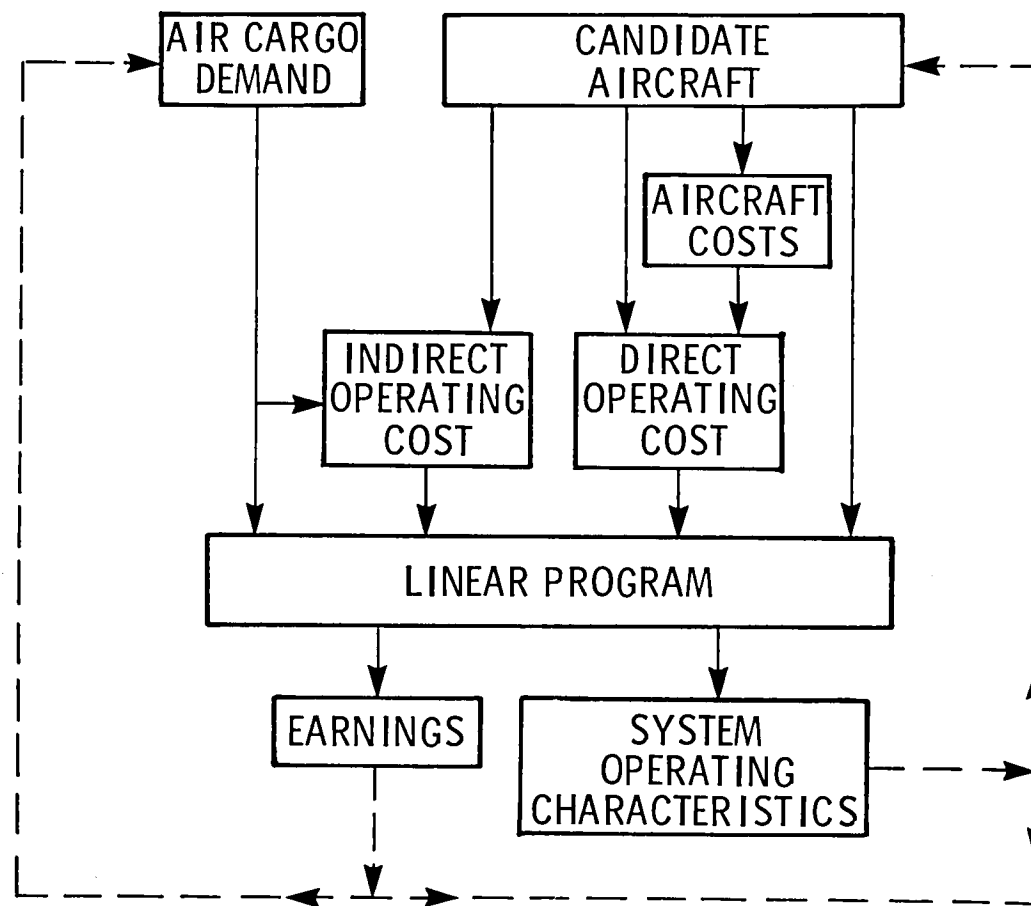 AIR CARGO
DEMAND
CANDIDATE
AIRCRAFT
AIRCRAFT
COSTS
INDIRECT
OPERATING
COST
DIRECT
OPERATING
COST
LINEAR PROGRAM
EARNINGS
SYSTEM
OPERATING
CHARACTERISTICS